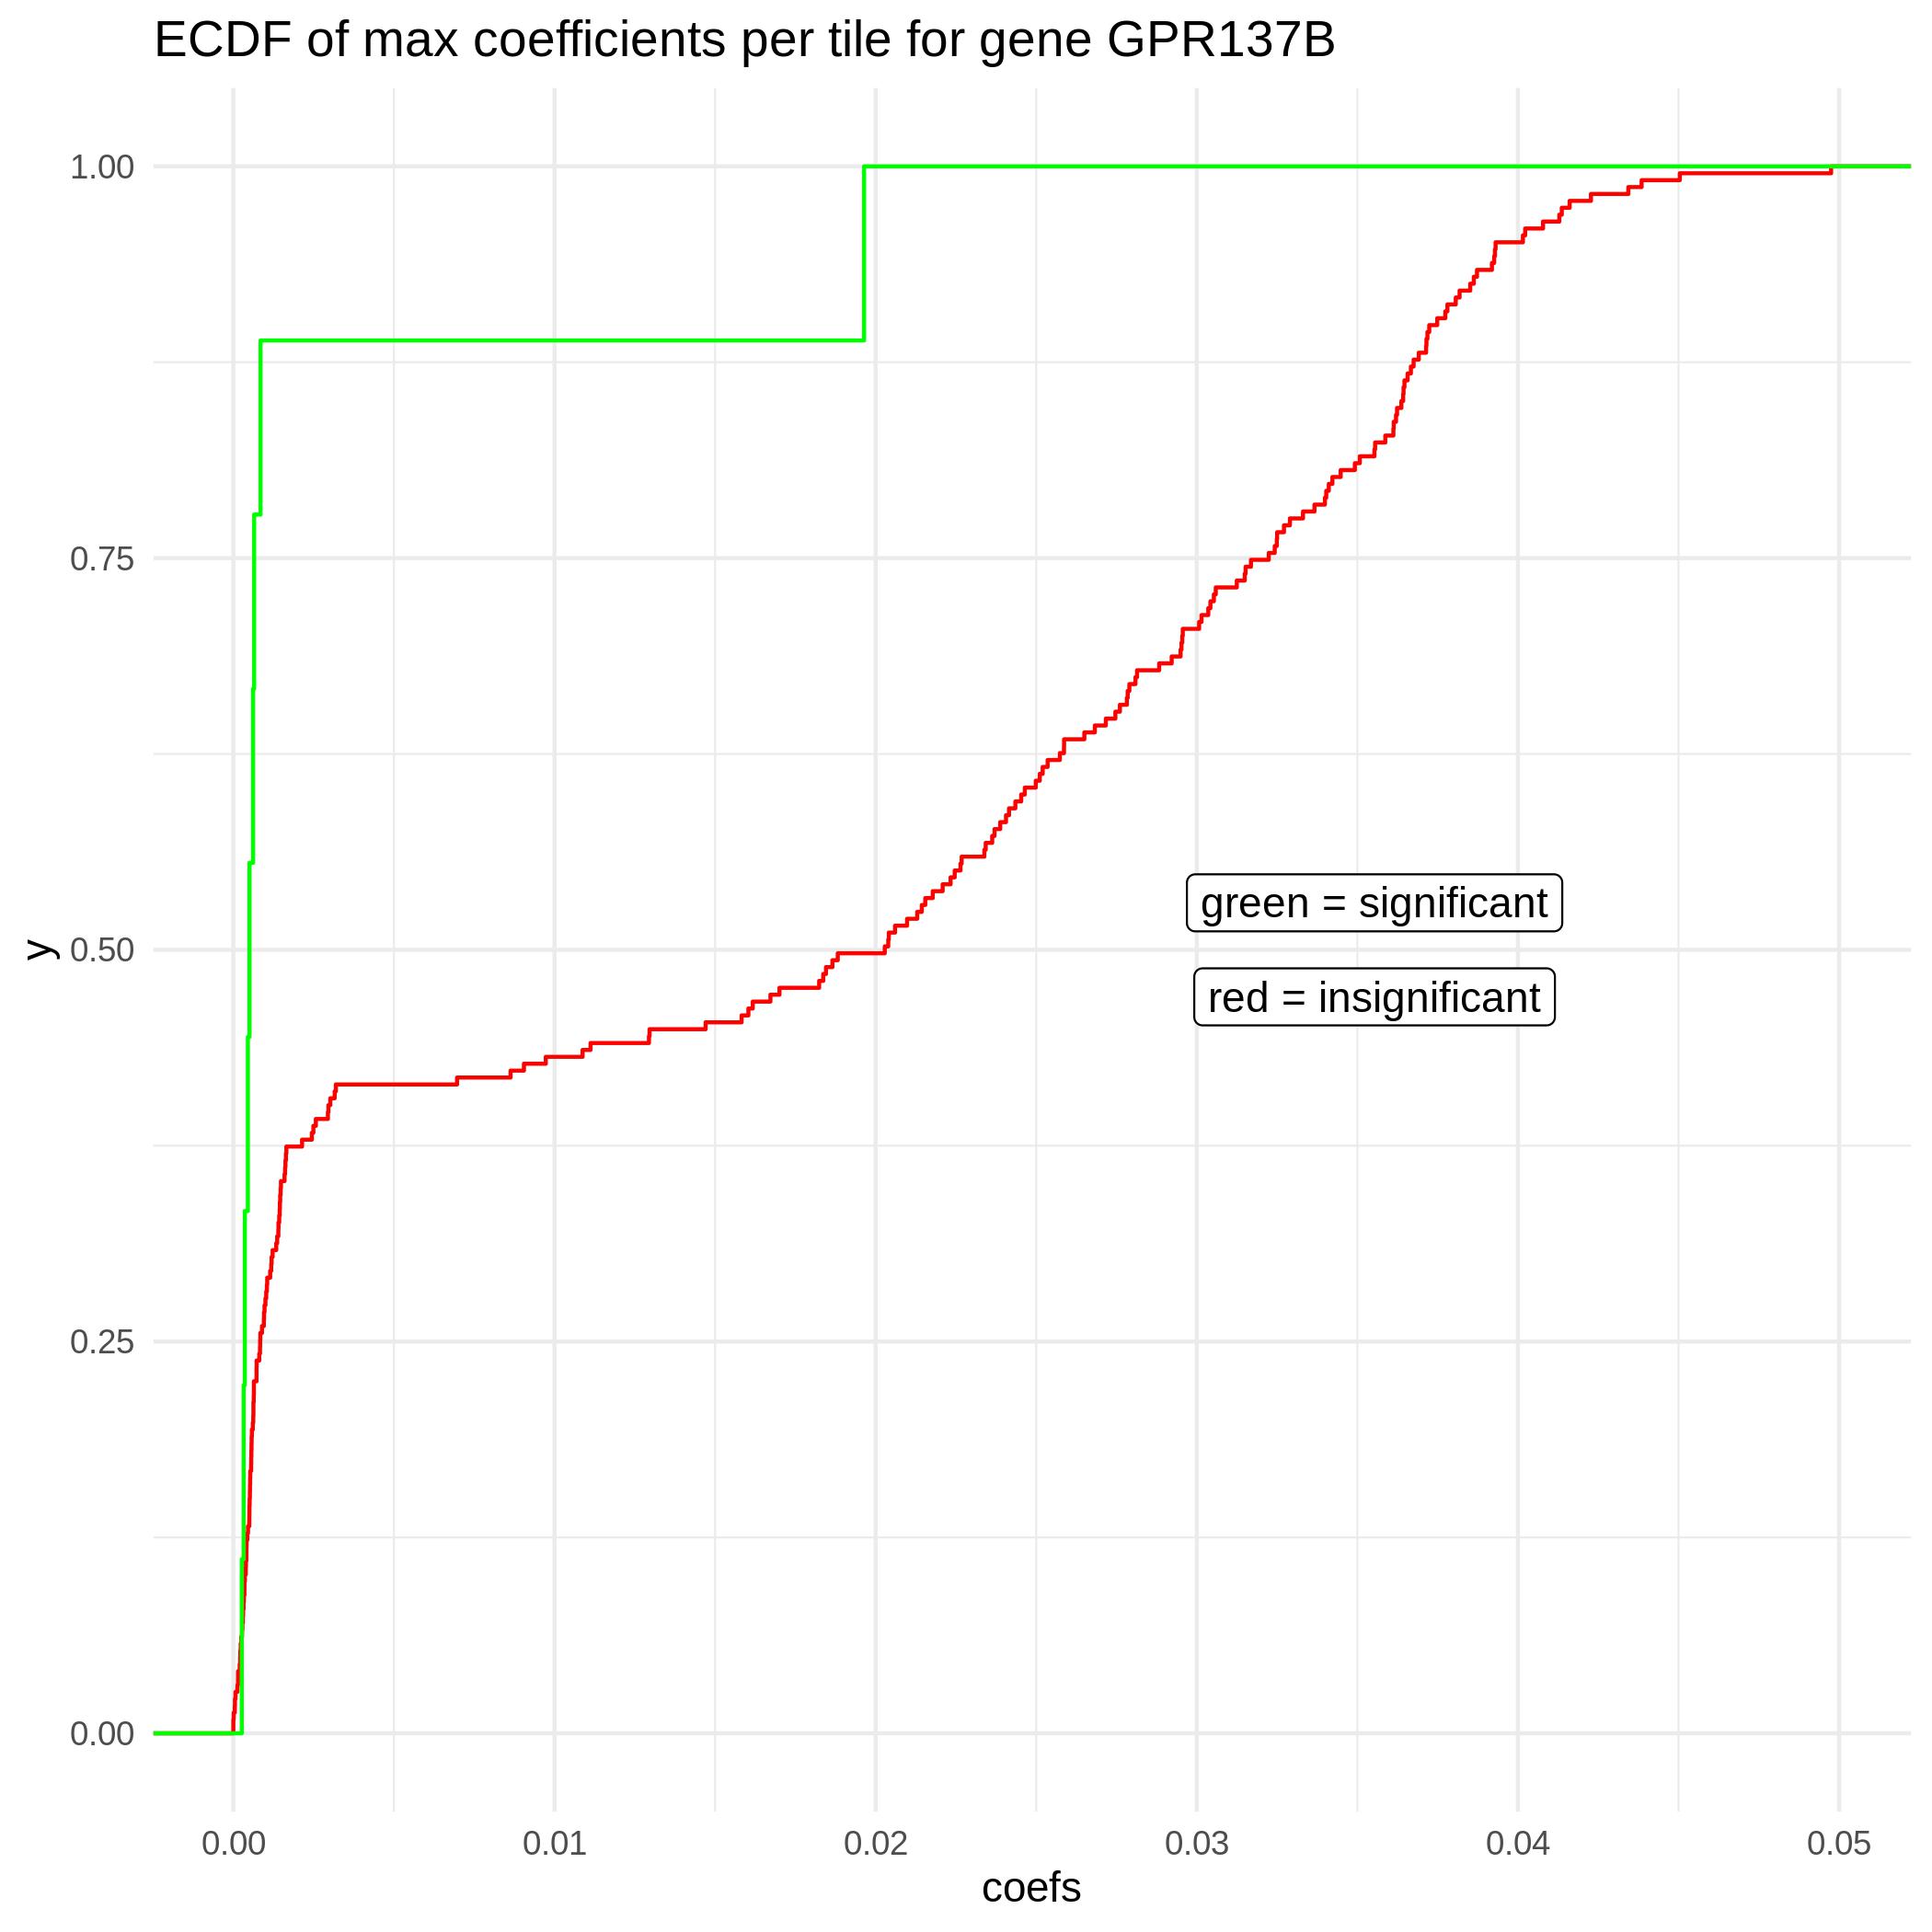 ECDF of max coefficients per tile for gene GPR137B
1.00
0.75
0.50
0.25
0.00
y
green = significant
red = insignificant
0.00 0.01 0.02 0.03 0.04 0.05
coefs